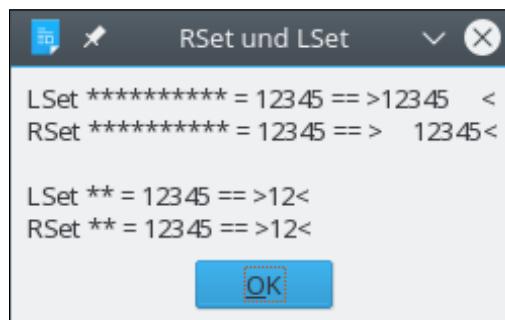 RSet und LSet
LSet ********** = 12345 == >12345     <
RSet ********** = 12345 == >     12345<
LSet ** = 12345 == >12<
RSet ** = 12345 == >12<
OK